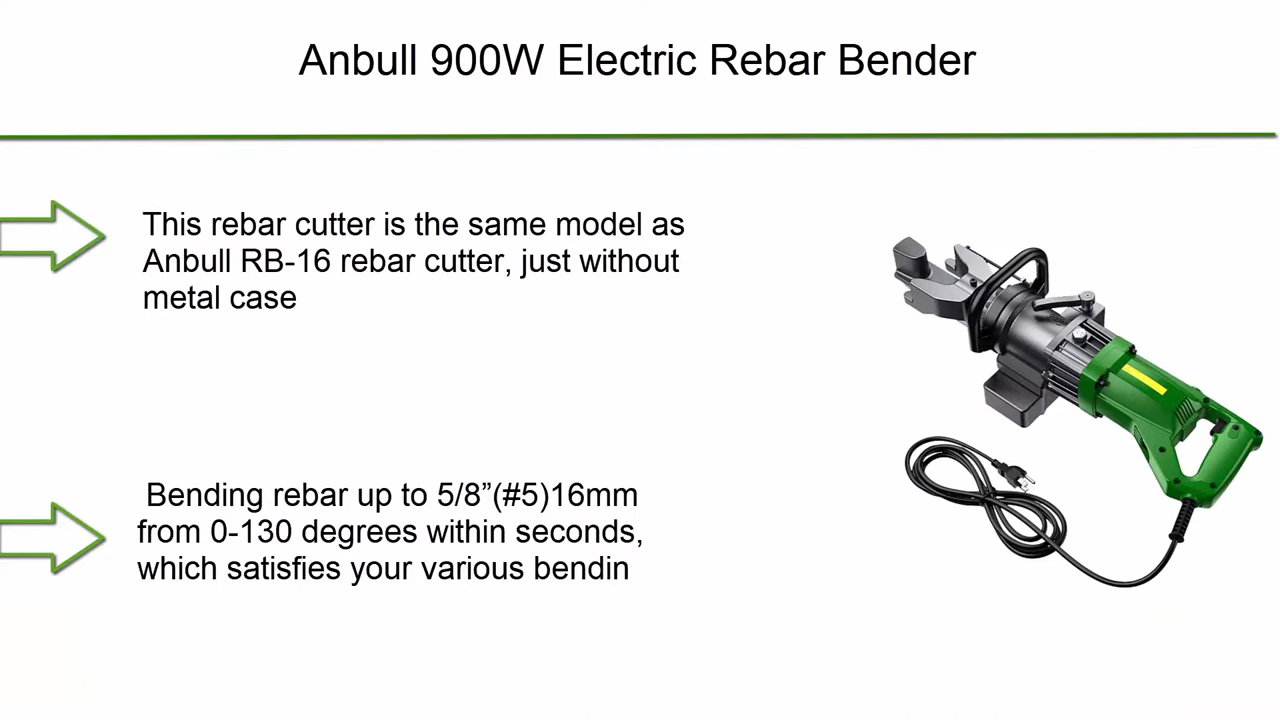 Anbull 900W Electric Rebar Bender
This rebar cutter is the same model as
Anbull RB-16 rebar cutter, just without
metal case
Bending rebar up to 5/8”(#5)16mm
from 0-130 degrees within seconds,
which satisfies your various bendin